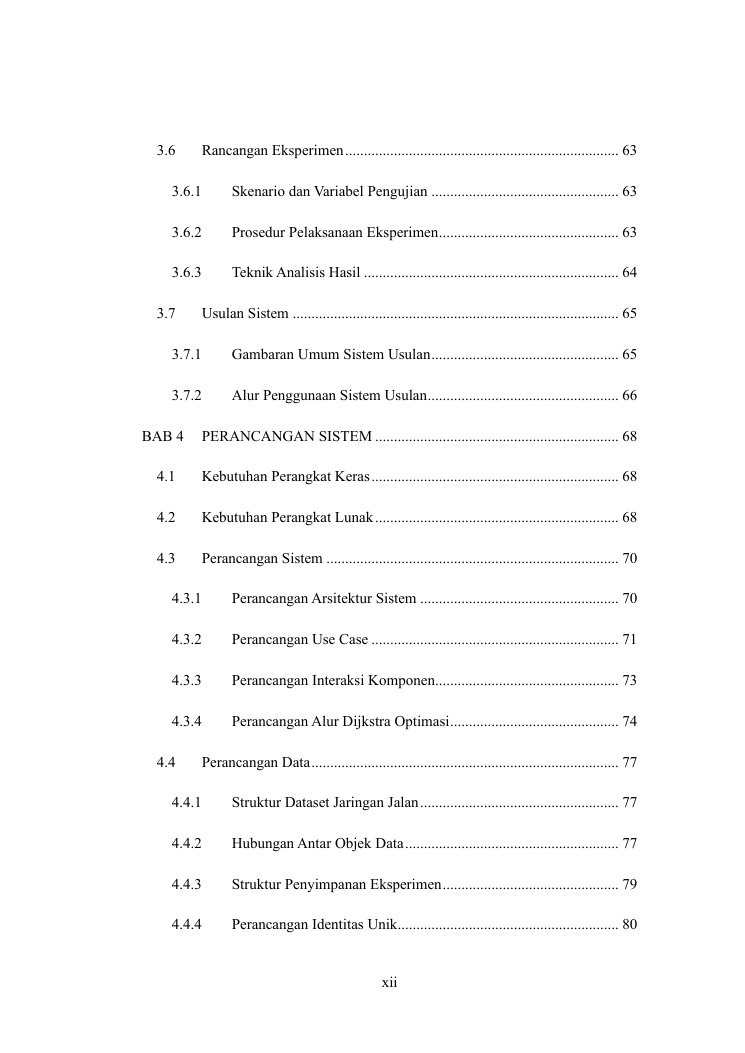 3.6 Rancangan Eksperimen ........................................................................ 63
3.6.1 Skenario dan Variabel Pengujian .................................................. 63
3.6.2 Prosedur Pelaksanaan Eksperimen ................................................ 63
3.6.3 Teknik Analisis Hasil .................................................................... 64
3.7 Usulan Sistem ....................................................................................... 65
3.7.1 Gambaran Umum Sistem Usulan .................................................. 65
3.7.2 Alur Penggunaan Sistem Usulan ................................................... 66
BAB 4 PERANCANGAN SISTEM ................................................................. 68
4.1 Kebutuhan Perangkat Keras .................................................................. 68
4.2 Kebutuhan Perangkat Lunak ................................................................. 68
4.3 Perancangan Sistem .............................................................................. 70
4.3.1 Perancangan Arsitektur Sistem ..................................................... 70
4.3.2 Perancangan Use Case .................................................................. 71
4.3.3 Perancangan Interaksi Komponen ................................................. 73
4.3.4 Perancangan Alur Dijkstra Optimasi ............................................. 74
4.4 Perancangan Data .................................................................................. 77
4.4.1 Struktur Dataset Jaringan Jalan ..................................................... 77
4.4.2 Hubungan Antar Objek Data ......................................................... 77
4.4.3 Struktur Penyimpanan Eksperimen ............................................... 79
4.4.4 Perancangan Identitas Unik ........................................................... 80
xii